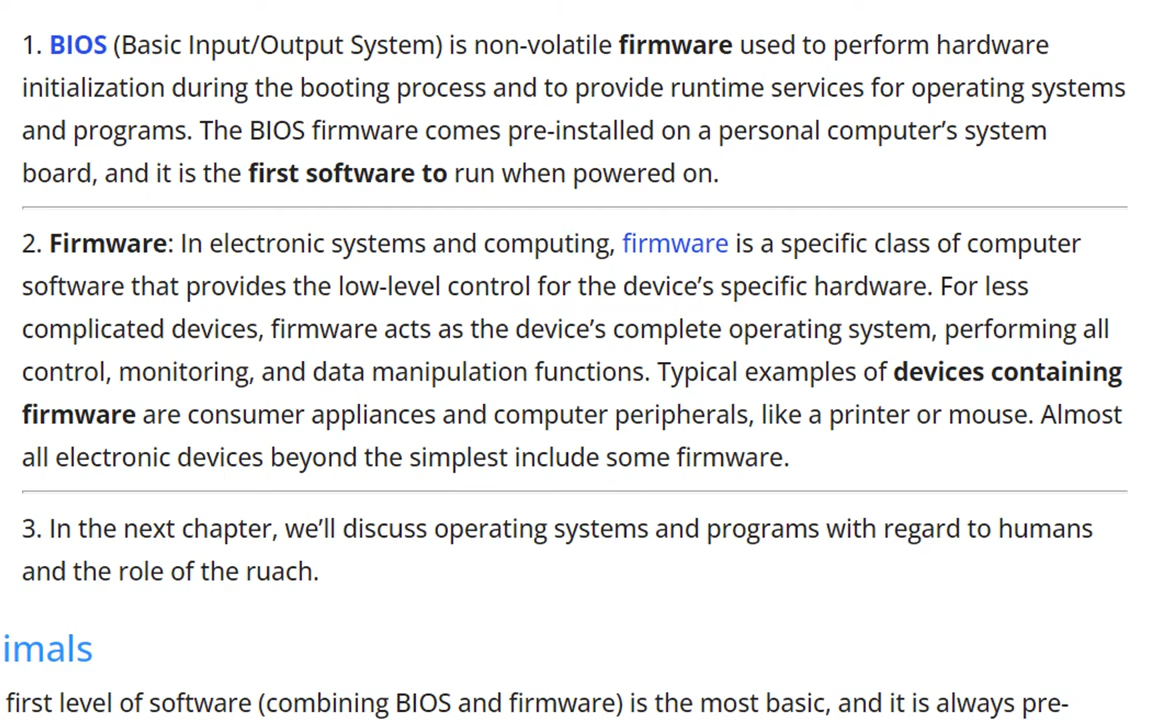 1. BIOS (Basic Input/Output System) is non-volatile firmware used to perform hardware
initialization during the booting process and to provide runtime services for operating systems
and programs. The BIOS firmware comes pre-installed on a personal computer’s system
board, and it is the first software to run when powered on.
2. Firmware: In electronic systems and computing, firmware is a specific class of computer
software that provides the low-level control for the device’s specific hardware. For less
complicated devices, firmware acts as the device’s complete operating system, performing all
control, monitoring, and data manipulation functions. Typical examples of devices containing
firmware are consumer appliances and computer peripherals, like a printer or mouse. Almost
all electronic devices beyond the simplest include some firmware.
3. In the next chapter, we’ll discuss operating systems and programs with regard to humans
and the role of the ruach.
imals
first level of software (combining BIOS and firmware) is the most basic, and it is always pre-